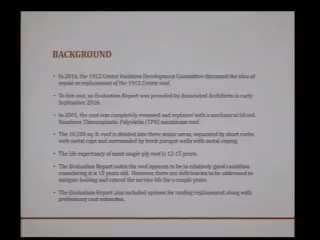 BACKGROUND
- In 2016, the 1912 Center Facilities Development Committee discussed the idea of
repair or replacement of the 1912 Center roof.
- To this end, an Evaluation Report was provided by Associated Architects in early
September 2016.
- In 2001, the roof was completely removed and replaced with a mechanical 60 mil.
Reinforce Thermoplastic Polyolefin (TPO) membrane roof.
- The 10,200 sq. ft. roof is divided into three major areas, separated by short roofs
with metal caps and surrounded by brick parapet walls with metal coping.
- The life expectancy of most single-ply roof is 12-15 years.
- The Evaluation Report notes the roof appears to be in relatively good condition
considering it is 15 years old. However, there are deficiencies to be addressed to
mitigate leaking and extend the service life for a couple years.
- The Evaluation Report also included options for roofing replacement along with
preliminary cost estimates.